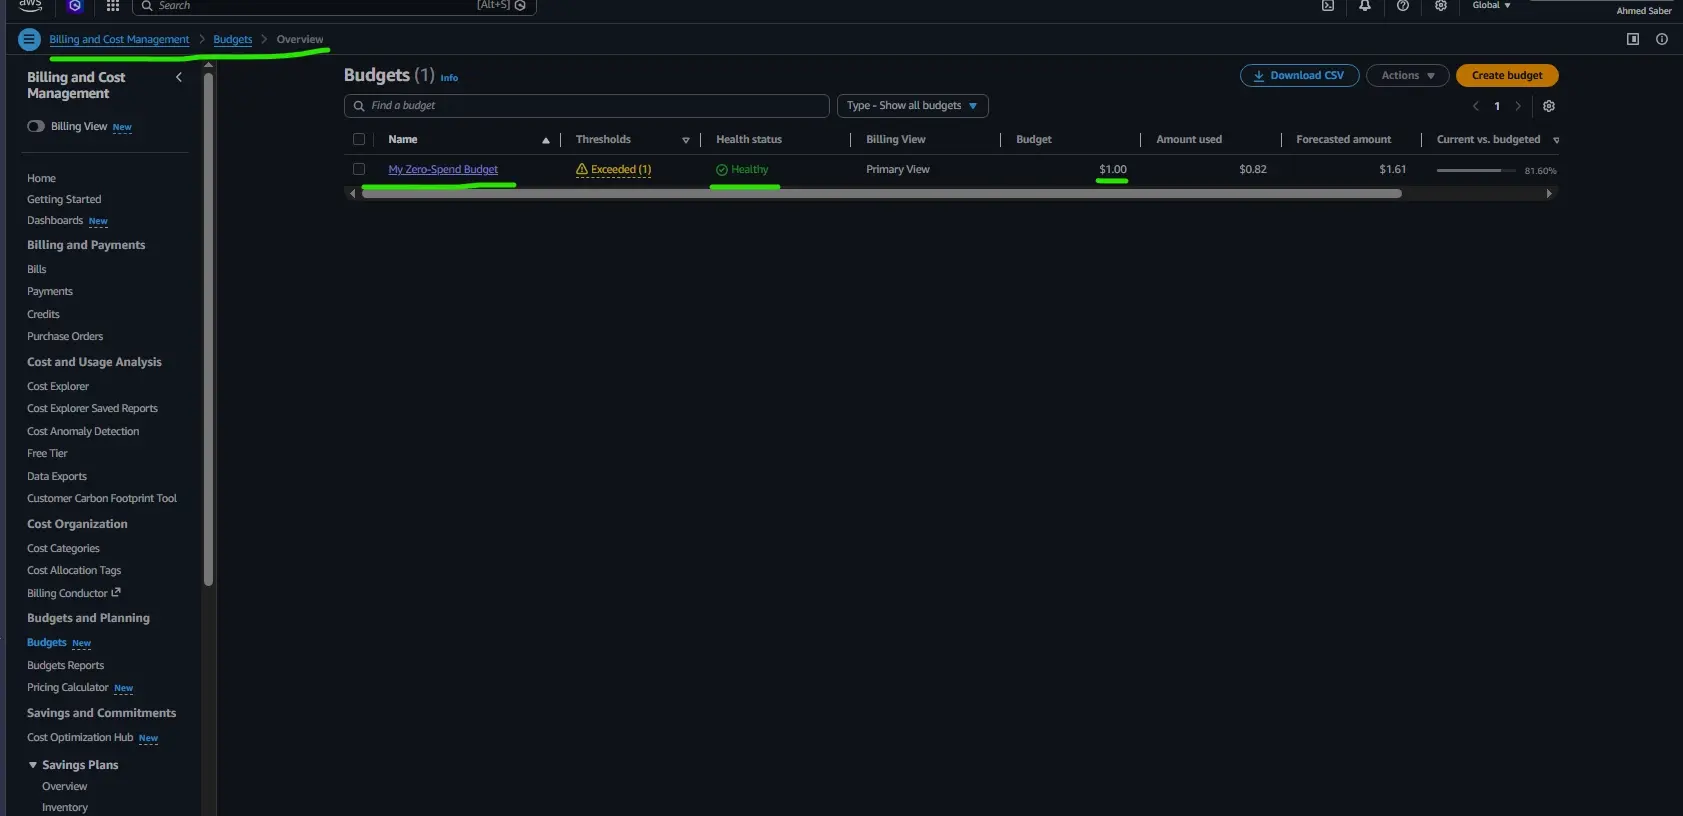 aws
Search
[Alt+S]
Global
Ahmed Saber
Billing and Cost Management
Budgets
Overview
Billing and Cost
Management
Billing View New
Home
Getting Started
Dashboards New
Billing and Payments
Bills
Payments
Credits
Purchase Orders
Cost and Usage Analysis
Cost Explorer
Cost Explorer Saved Reports
Cost Anomaly Detection
Free Tier
Data Exports
Customer Carbon Footprint Tool
Cost Organization
Cost Categories
Cost Allocation Tags
Billing Conductor
Budgets and Planning
Budgets New
Budgets Reports
Pricing Calculator New
Savings and Commitments
Cost Optimization Hub New
Savings Plans
Overview
Inventory
Budgets (1) Info
Download CSV
Actions
Create budget
Find a budget
Type - Show all budgets
1
Name Thresholds Health status Billing View Budget Amount used Forecasted amount Current vs. budgeted
My Zero-Spend Budget Exceeded (1) Healthy Primary View $1.00 $0.82 $1.61 81.60%